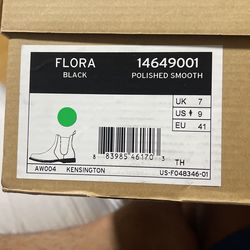 FLORA 14649001
BLACK POLISHED SMOOTH
UK 7
US 9
EU 41
8 83985 46170 3
TH
AW004 KENSINGTON
US-F048346-01